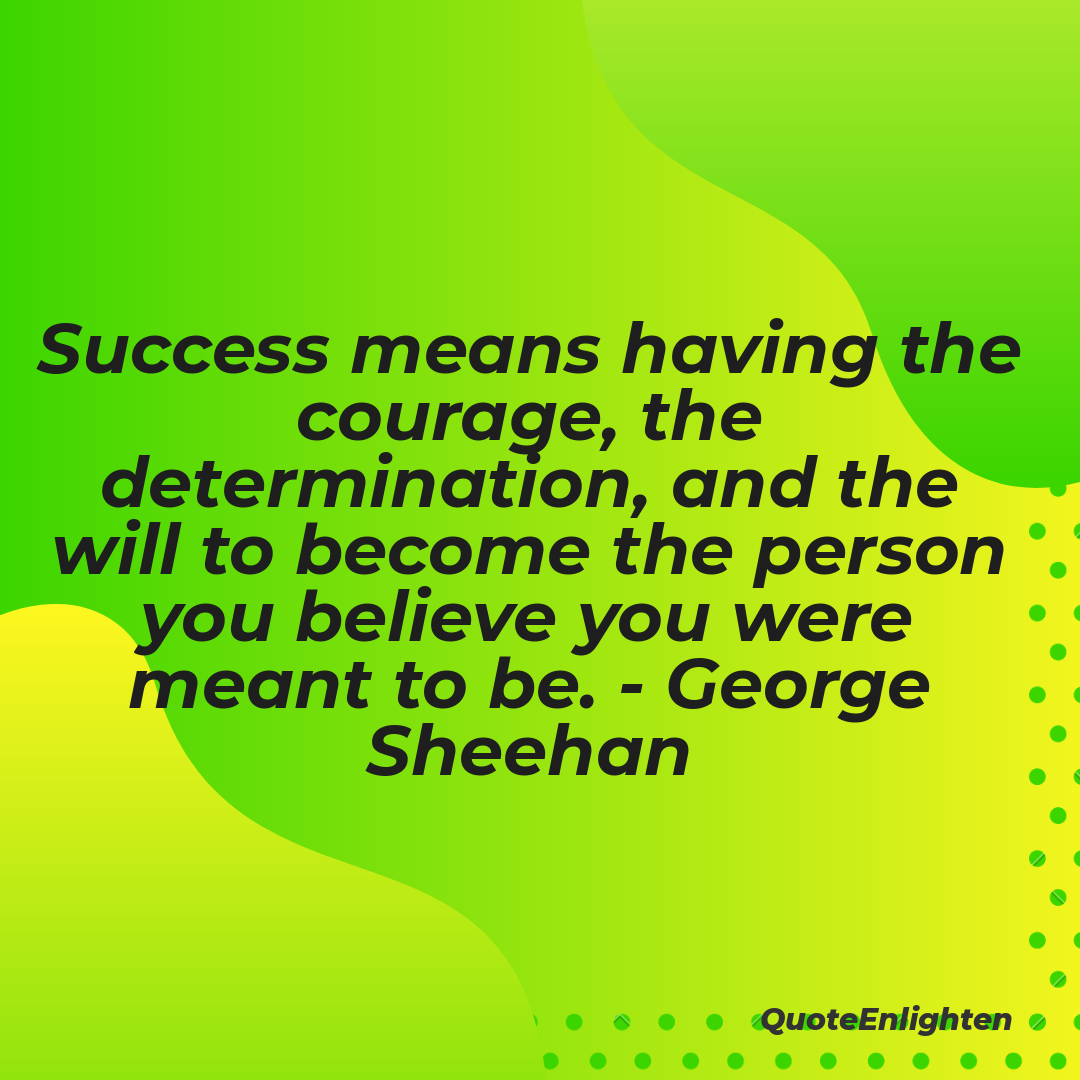 Success means having the
courage, the
determination, and the
will to become the person
you believe you were
meant to be. - George
Sheehan
QuoteEnlighten